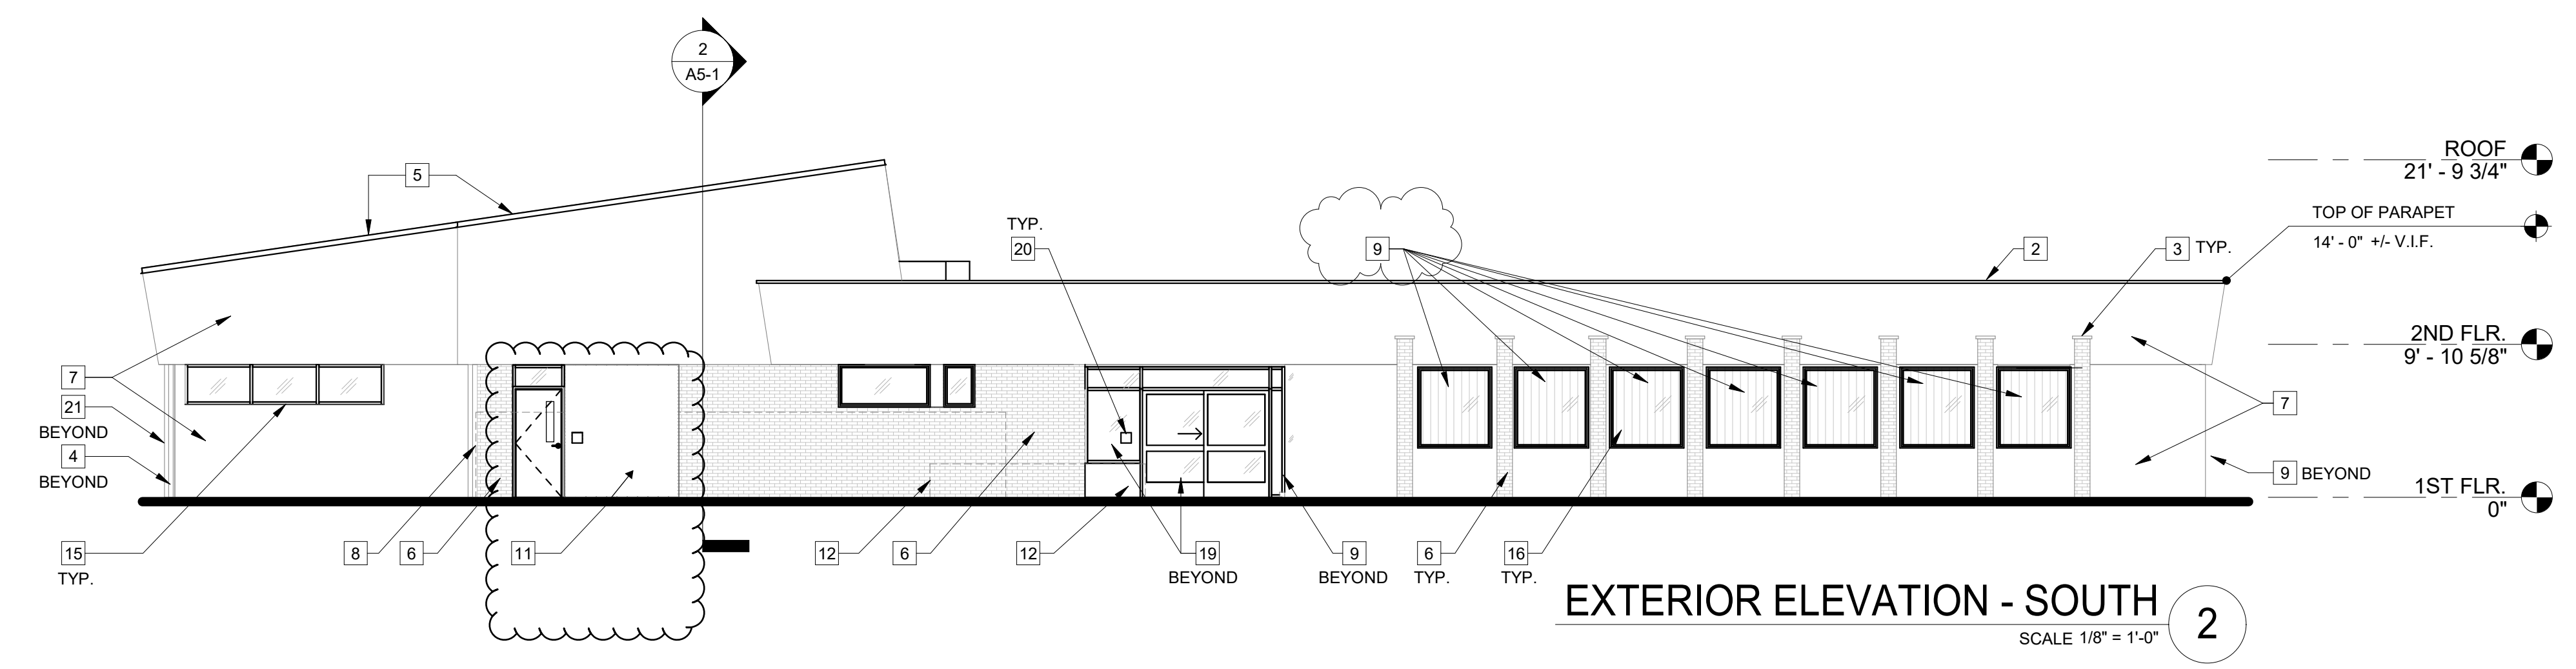 2
A5-1
5
ROOF
21' - 9 3/4"
TOP OF PARAPET
14' - 0" +/- V.I.F.
TYP.
20
9
2
3 TYP.
2ND FLR.
9' - 10 5/8"
7
21
BEYOND
4
BEYOND
7
9 BEYOND
1ST FLR.
0"
15
TYP.
8
6
11
12
6
12
19
BEYOND
9
BEYOND
6
TYP.
16
TYP.
EXTERIOR ELEVATION - SOUTH
2
SCALE 1/8" = 1'-0"